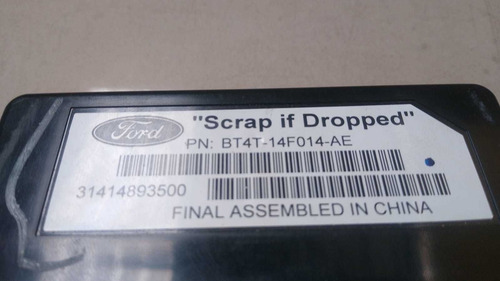 Ford
"Scrap if Dropped"
PN: BT4T-14F014-AE
31414893500
FINAL ASSEMBLED IN CHINA